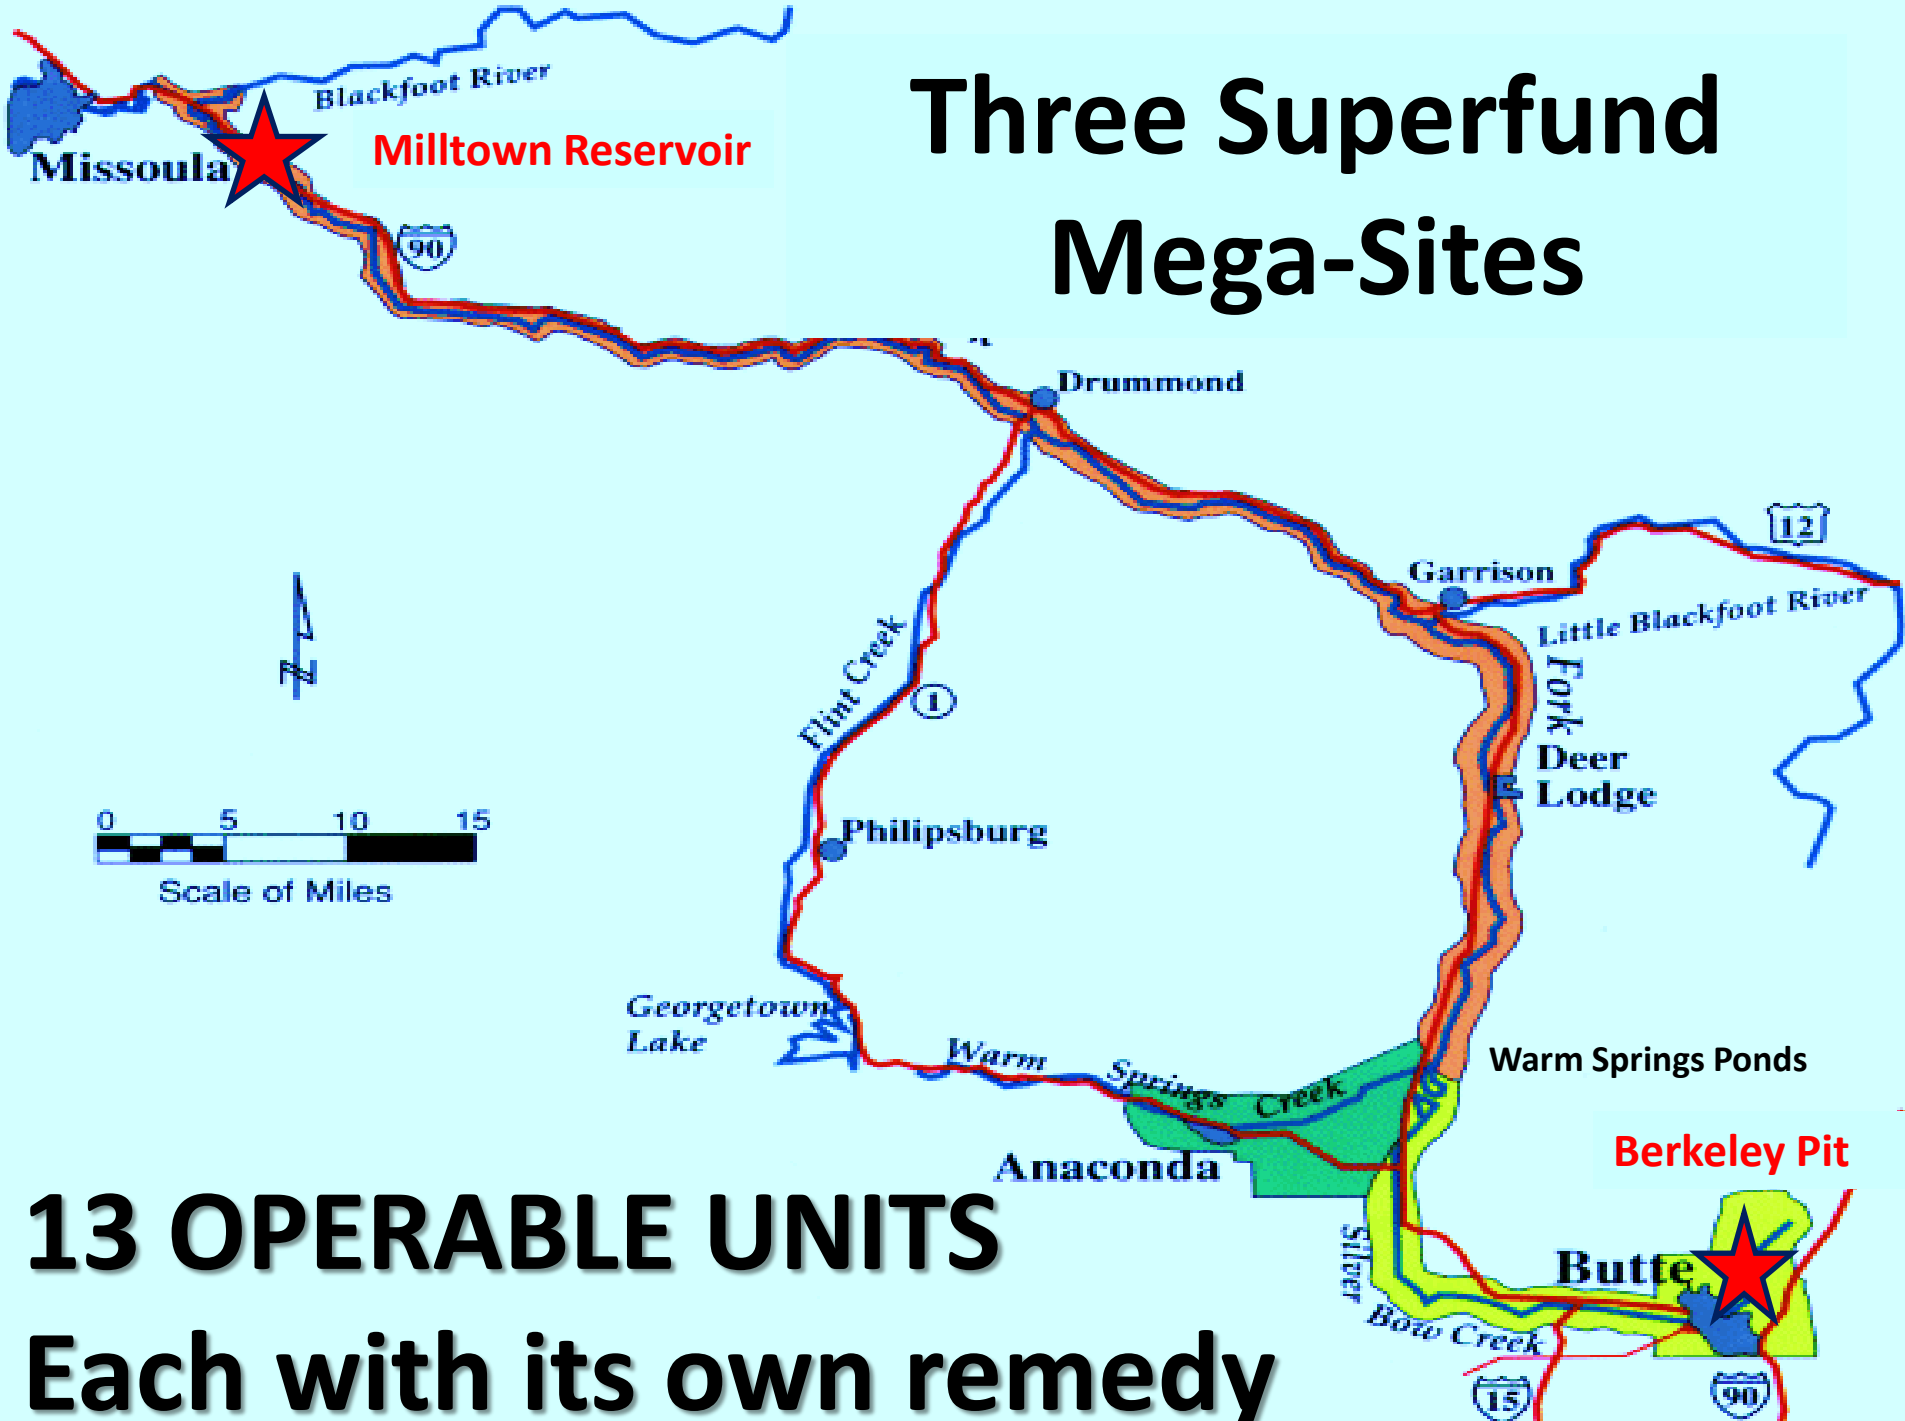 Three Superfund
Mega-Sites
Blackfoot River
Milltown Reservoir
Missoula
90
Drummond
12
Garrison
Little Blackfoot River
Fork
Flint Creek
1
Deer
Lodge
0 5 10 15
Scale of Miles
Philipsburg
Georgetown
Lake
Warm Springs Creek
Warm Springs Ponds
Anaconda
Berkeley Pit
Silver Bow Creek
Butte
15
90
N
13 OPERABLE UNITS
Each with its own remedy